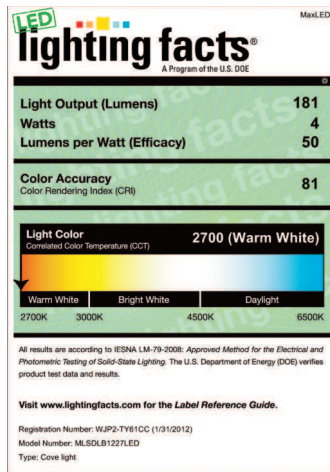 MaxLED
LED
lighting facts®
A Program of the U.S. DOE
Light Output (Lumens) 181
Watts 4
Lumens per Watt (Efficacy) 50
Color Accuracy
Color Rendering Index (CRI) 81
Light Color
Correlated Color Temperature (CCT) 2700 (Warm White)
Warm White Bright White Daylight
2700K 3000K 4500K 6500K
All results are according to IESNA LM-79-2008: Approved Method for the Electrical and
Photometric Testing of Solid-State Lighting. The U.S. Department of Energy (DOE) verifies
product test data and results.
Visit www.lightingfacts.com for the Label Reference Guide.
Registration Number: WJP2-TY61CC (1/31/2012)
Model Number: MLSDLB1227LED
Type: Cove light